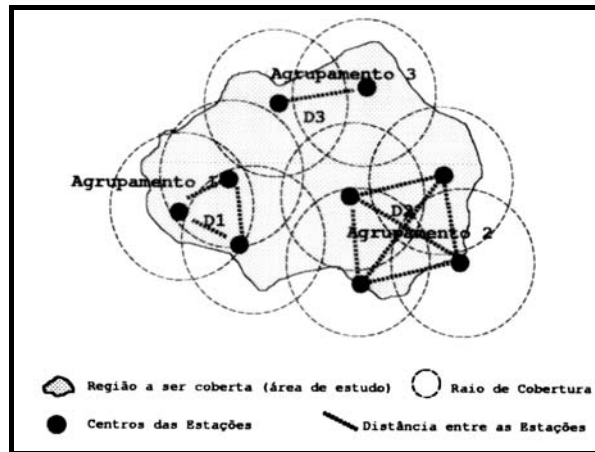 Agrupamento 3
D3
Agrupamento 1
D1
D2
Agrupamento 2
Região a ser coberta (área de estudo)
Raio de Cobertura
Centros das Estações
Distância entre as Estações